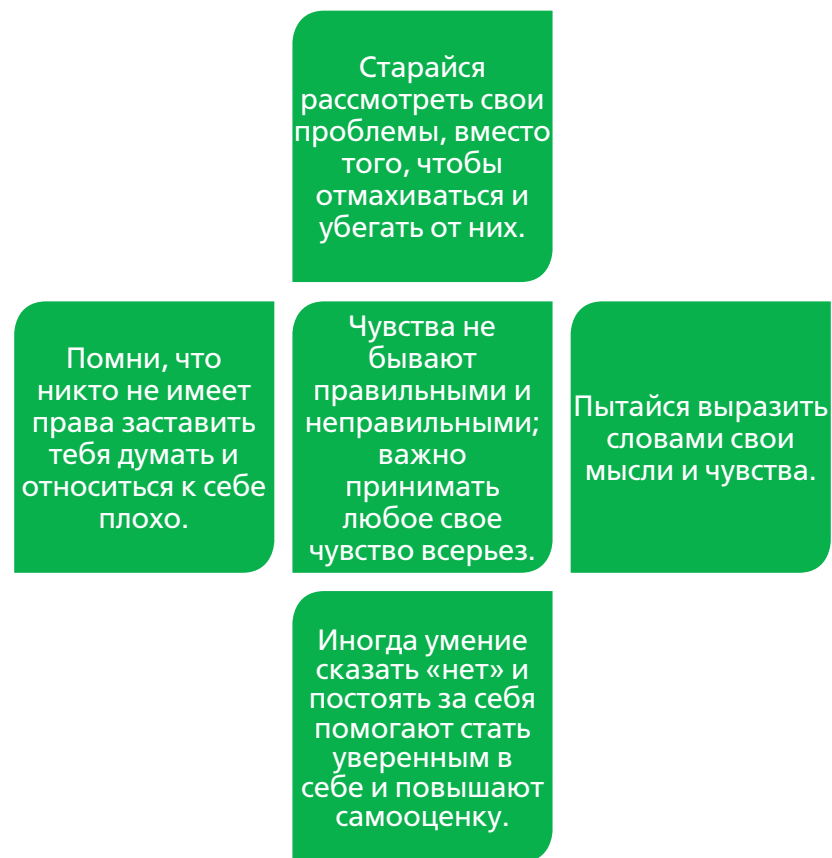 Старайся
рассмотреть свои
проблемы, вместо
того, чтобы
отмахиваться и
убегать от них.
Помни, что
никто не имеет
права заставить
тебя думать и
относиться к себе
плохо.
Чувства не
бывают
правильными и
неправильными;
важно
принимать
любое свое
чувство всерьез.
Пытайся выразить
словами свои
мысли и чувства.
Иногда умение
сказать «нет» и
постоять за себя
помогают стать
уверенным в
себе и повышают
самооценку.